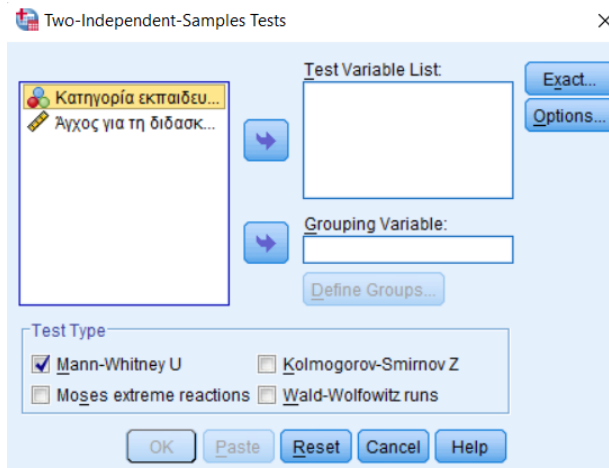 Two-Independent-Samples Tests
Κατηγορία εκπαιδευ...
Άγχος για τη διδασκ...
Test Variable List:
Exact...
Options...
Grouping Variable:
Define Groups...
Test Type
Mann-Whitney U
Kolmogorov-Smirnov Z
Moses extreme reactions
Wald-Wolfowitz runs
OK
Paste
Reset
Cancel
Help